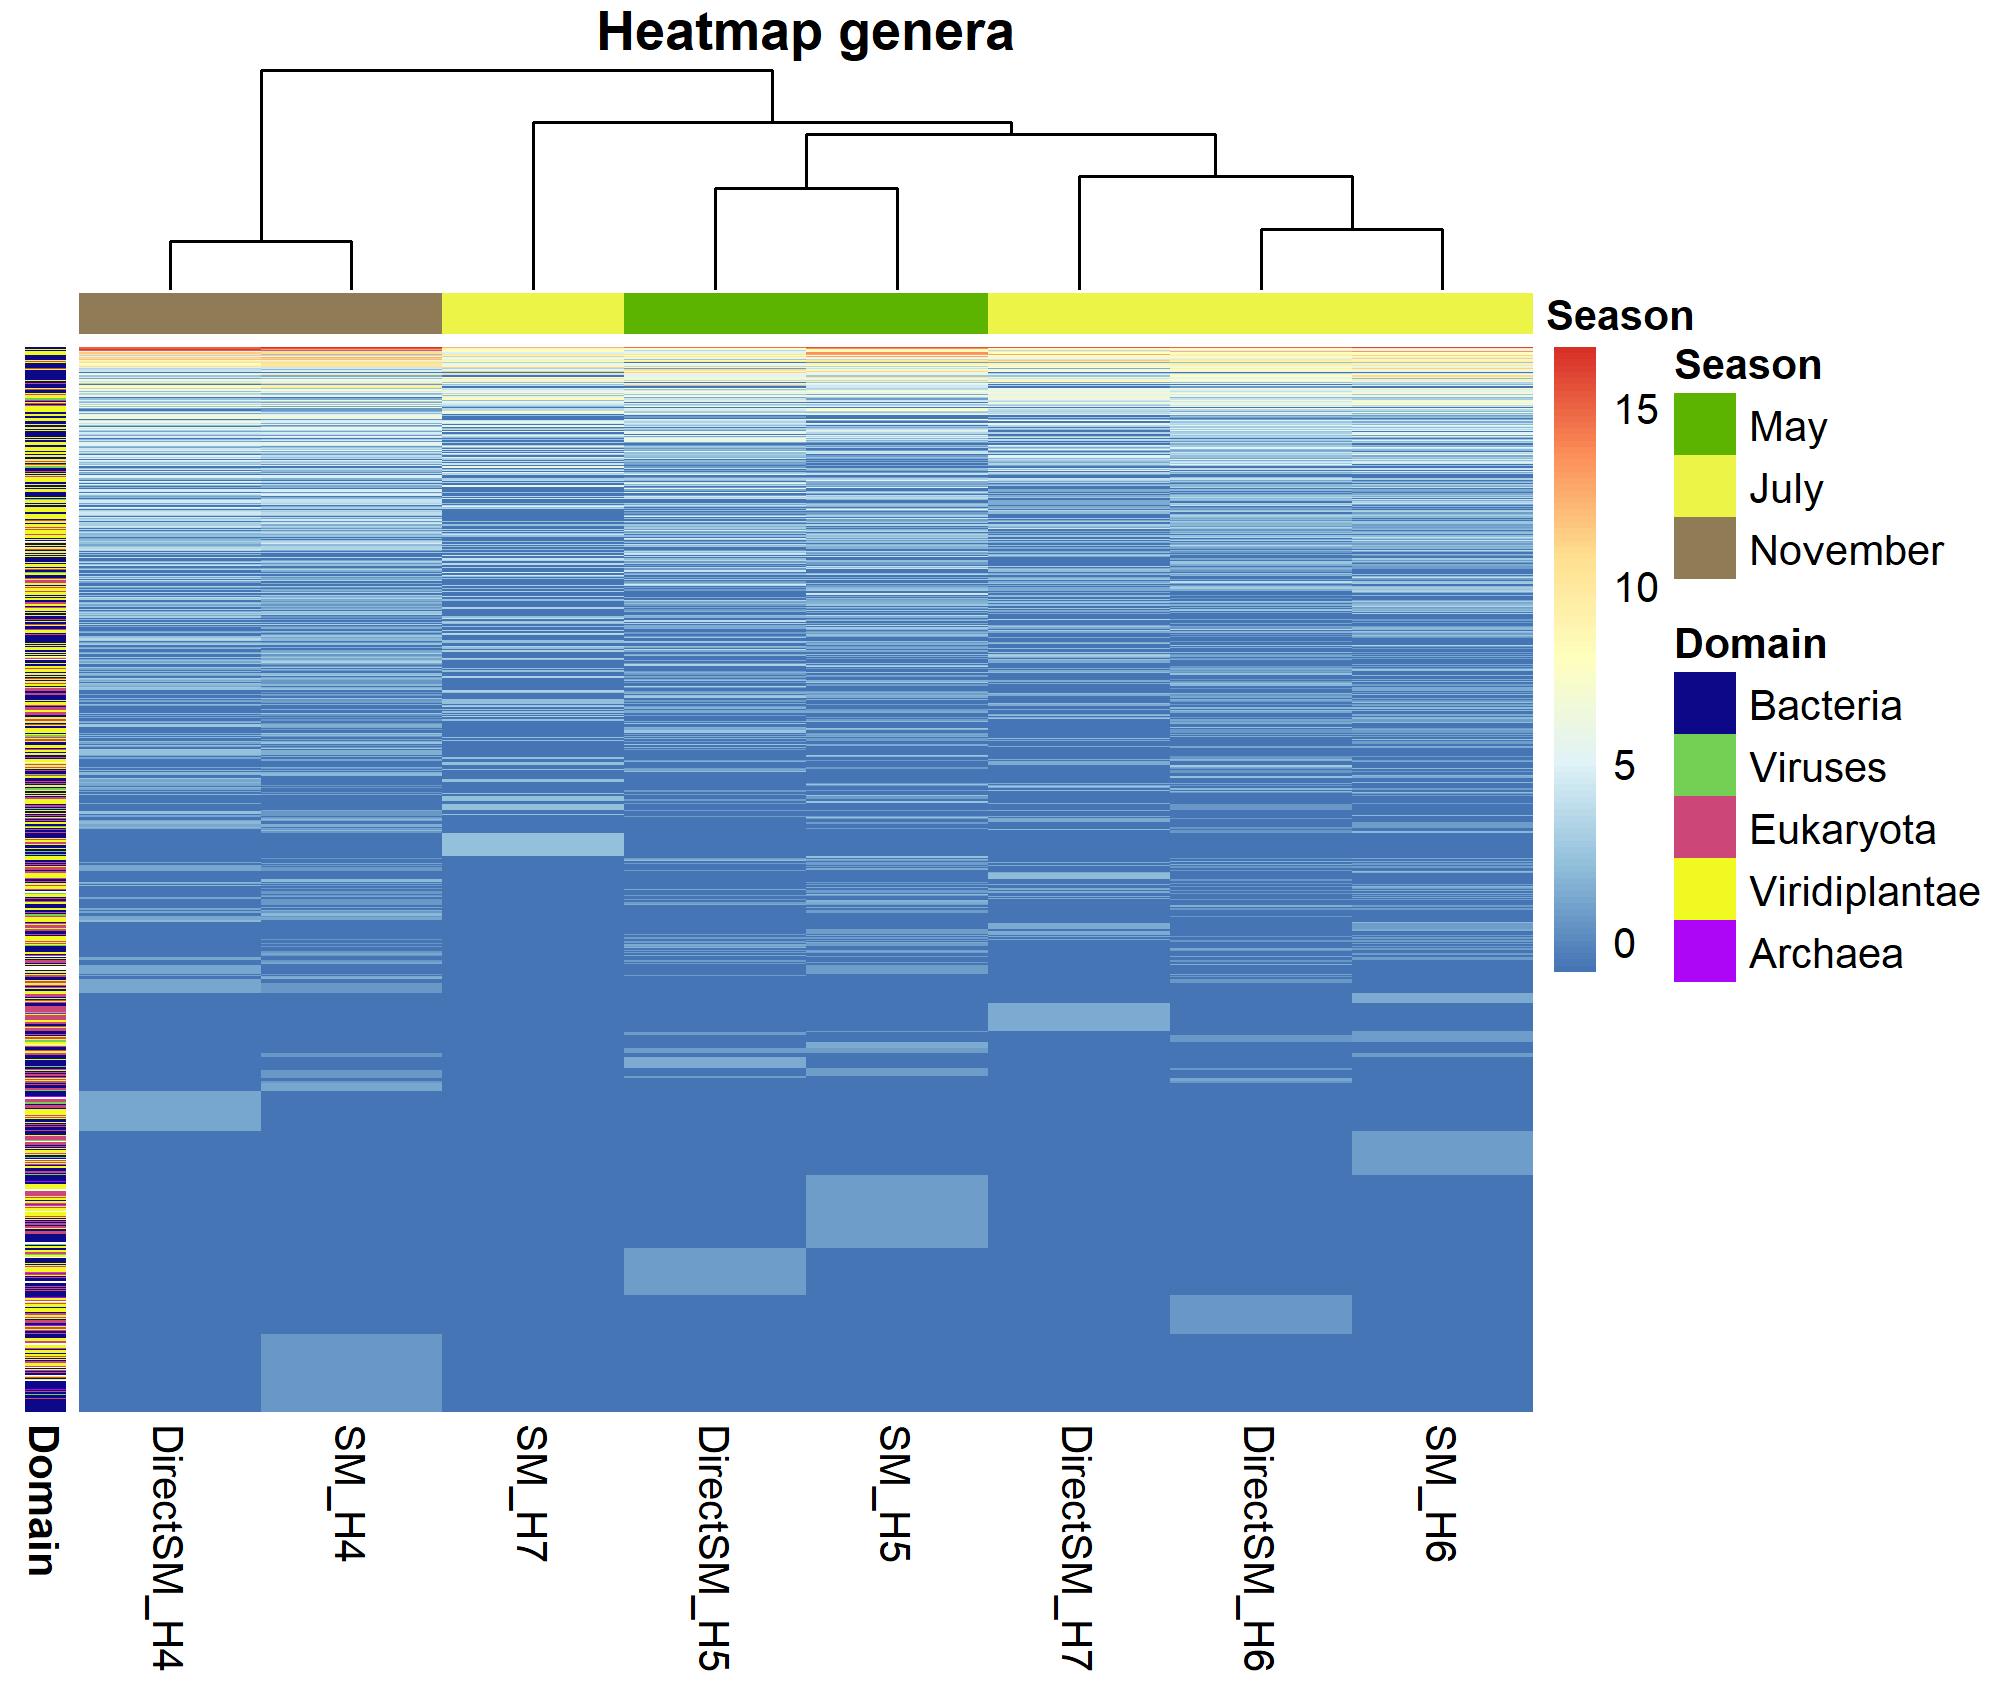 Heatmap genera
Season
15
10
5
0
Season
May
July
November
Domain
Bacteria
Viruses
Eukaryota
Viridiplantae
Archaea
Domain
DirectSM_H4
SM_H4
SM_H7
DirectSM_H5
SM_H5
DirectSM_H7
DirectSM_H6
SM_H6